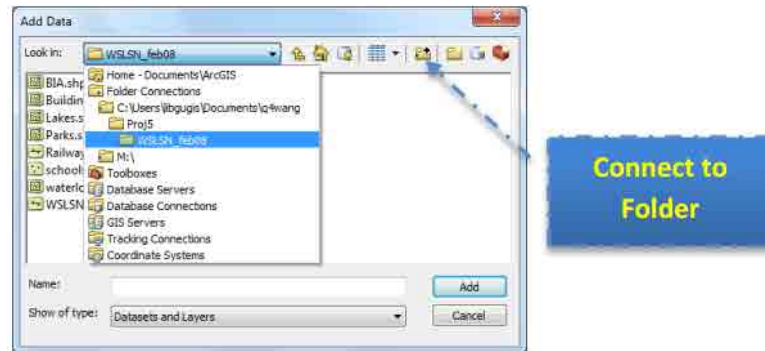 Add Data
Look in:
WSLSN_feb08
Home - Documents\ArcGIS
Folder Connections
C:\Users\libgugis\Documents\q4wang
Proj5
WSLSN_feb08
M:\
Toolboxes
Database Servers
Database Connections
GIS Servers
Tracking Connections
Coordinate Systems
BIA.shp
Buildin
Lakes.s
Parks.s
Railway
schools
waterlo
WSLSN
Name:
Add
Show of type:
Datasets and Layers
Cancel
Connect to
Folder